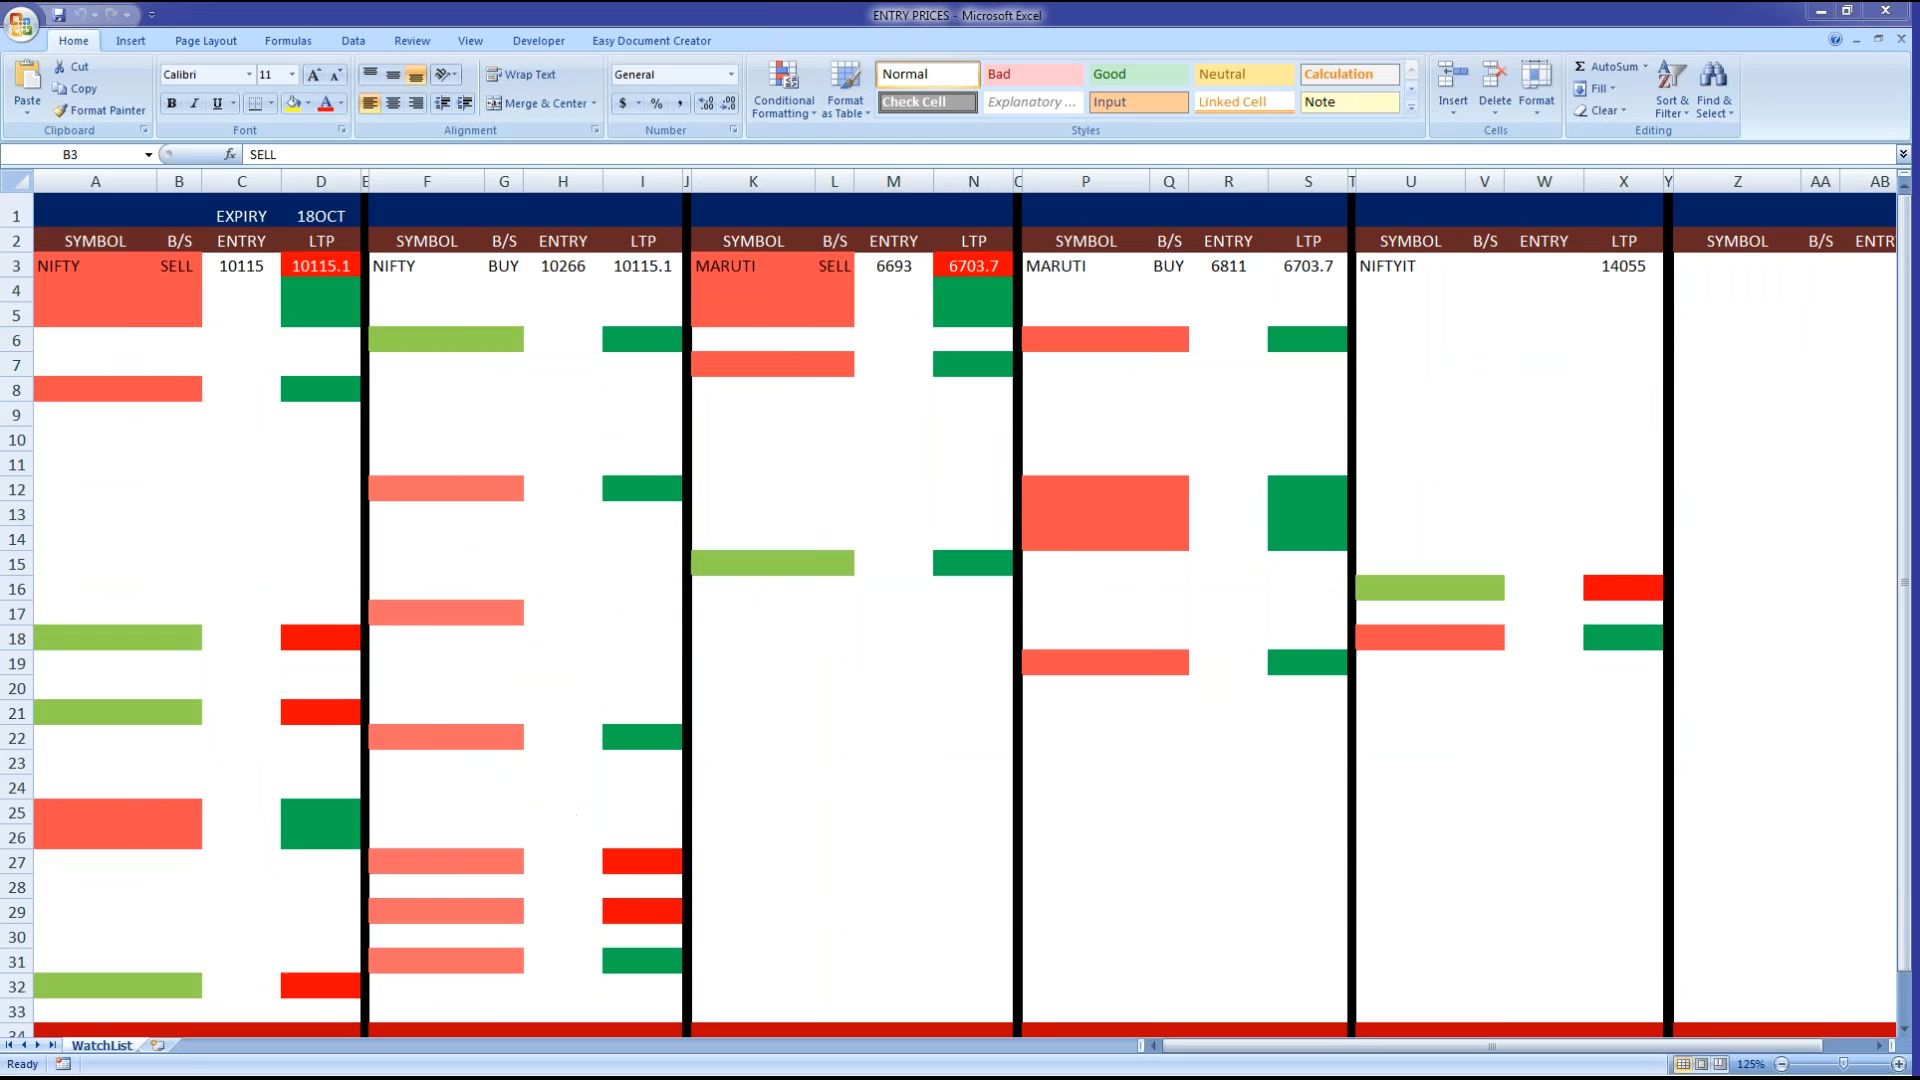 ENTRY PRICES - Microsoft Excel
Home Insert Page Layout Formulas Data Review View Developer Easy Document Creator
Paste
Cut
Copy
Format Painter
Clipboard
Calibri 11
B I U
Font
Wrap Text
Merge & Center
Alignment
General
$ % ,
Number
Conditional Formatting
Format as Table
Normal Bad Good Neutral Calculation
Check Cell Explanatory ... Input Linked Cell Note
Styles
Insert Delete Format
Cells
Σ AutoSum
Fill
Clear
Sort & Filter
Find & Select
Editing
B3 fx SELL
A B C D E F G H I J K L M N O P Q R S T U V W X Y Z AA AB
1 EXPIRY 18OCT
2 SYMBOL B/S ENTRY LTP SYMBOL B/S ENTRY LTP SYMBOL B/S ENTRY LTP SYMBOL B/S ENTRY LTP SYMBOL B/S ENTRY LTP SYMBOL B/S ENTR
3 NIFTY SELL 10115 10115.1 NIFTY BUY 10266 10115.1 MARUTI SELL 6693 6703.7 MARUTI BUY 6811 6703.7 NIFTYIT 14055
4
5
6
7
8
9
10
11
12
13
14
15
16
17
18
19
20
21
22
23
24
25
26
27
28
29
30
31
32
33
34
WatchList
Ready 125%